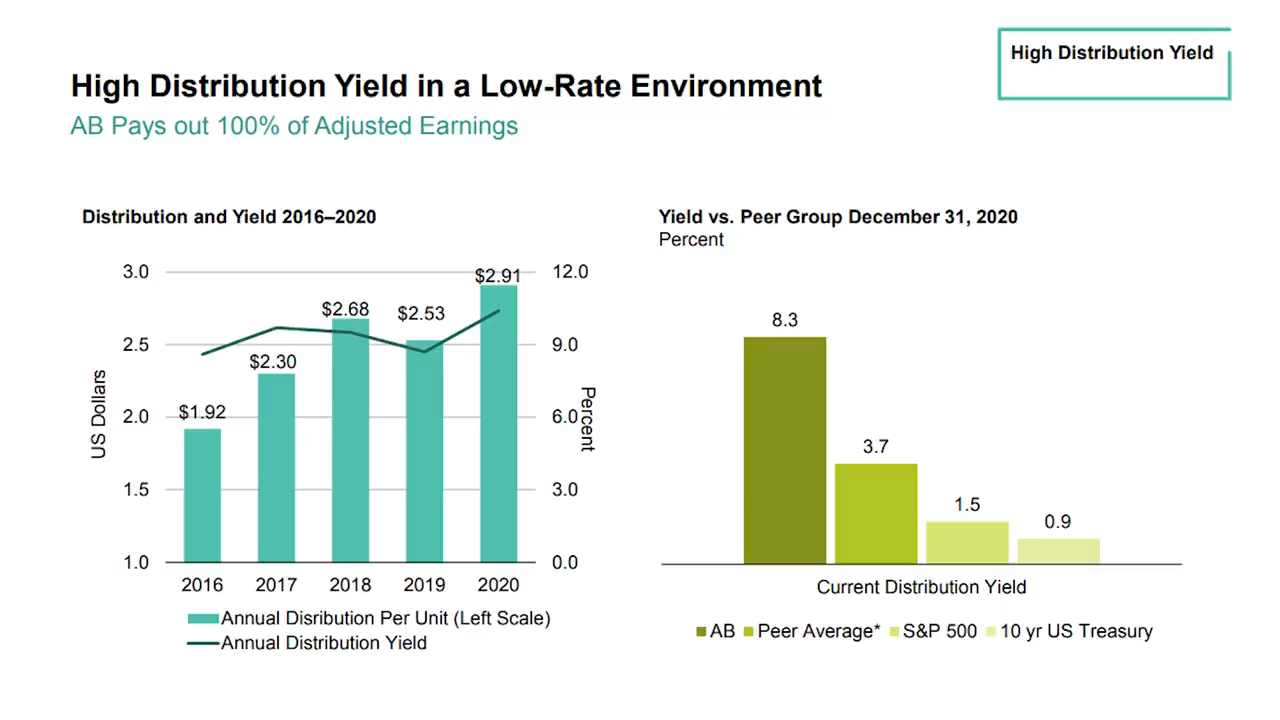 High Distribution Yield
High Distribution Yield in a Low-Rate Environment
AB Pays out 100% of Adjusted Earnings
Distribution and Yield 2016–2020
US Dollars
3.0
2.5
2.0
1.5
1.0
$1.92
$2.30
$2.68
$2.53
$2.91
12.0
9.0
6.0
3.0
0.0
Percent
2016 2017 2018 2019 2020
Annual Disribution Per Unit (Left Scale)
Annual Distribution Yield
Yield vs. Peer Group December 31, 2020
Percent
8.3
3.7
1.5
0.9
Current Distribution Yield
AB Peer Average* S&P 500 10 yr US Treasury